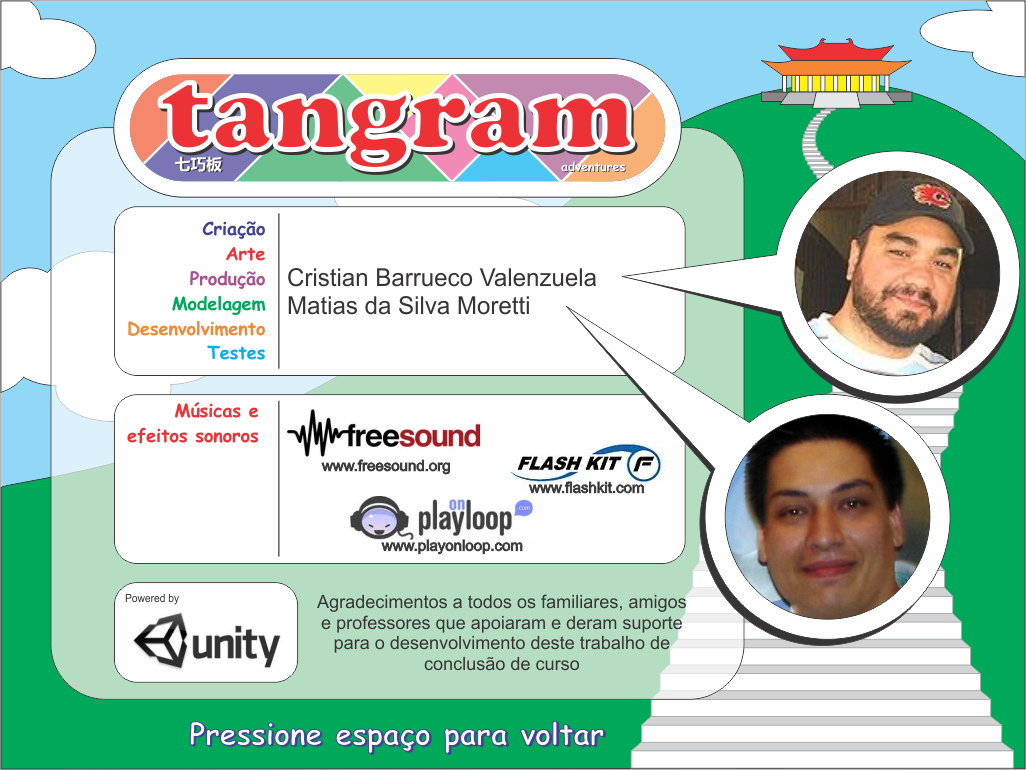 tangram
七巧板
adventures
Criação
Arte
Produção
Modelagem
Desenvolvimento
Testes
Cristian Barrueco Valenzuela
Matias da Silva Moretti
Músicas e
efeitos sonoros
freesound
www.freesound.org
FLASH KIT F
www.flashkit.com
playonloop.com
www.playonloop.com
Powered by
unity
Agradecimentos a todos os familiares, amigos
e professores que apoiaram e deram suporte
para o desenvolvimento deste trabalho de
conclusão de curso
Pressione espaço para voltar